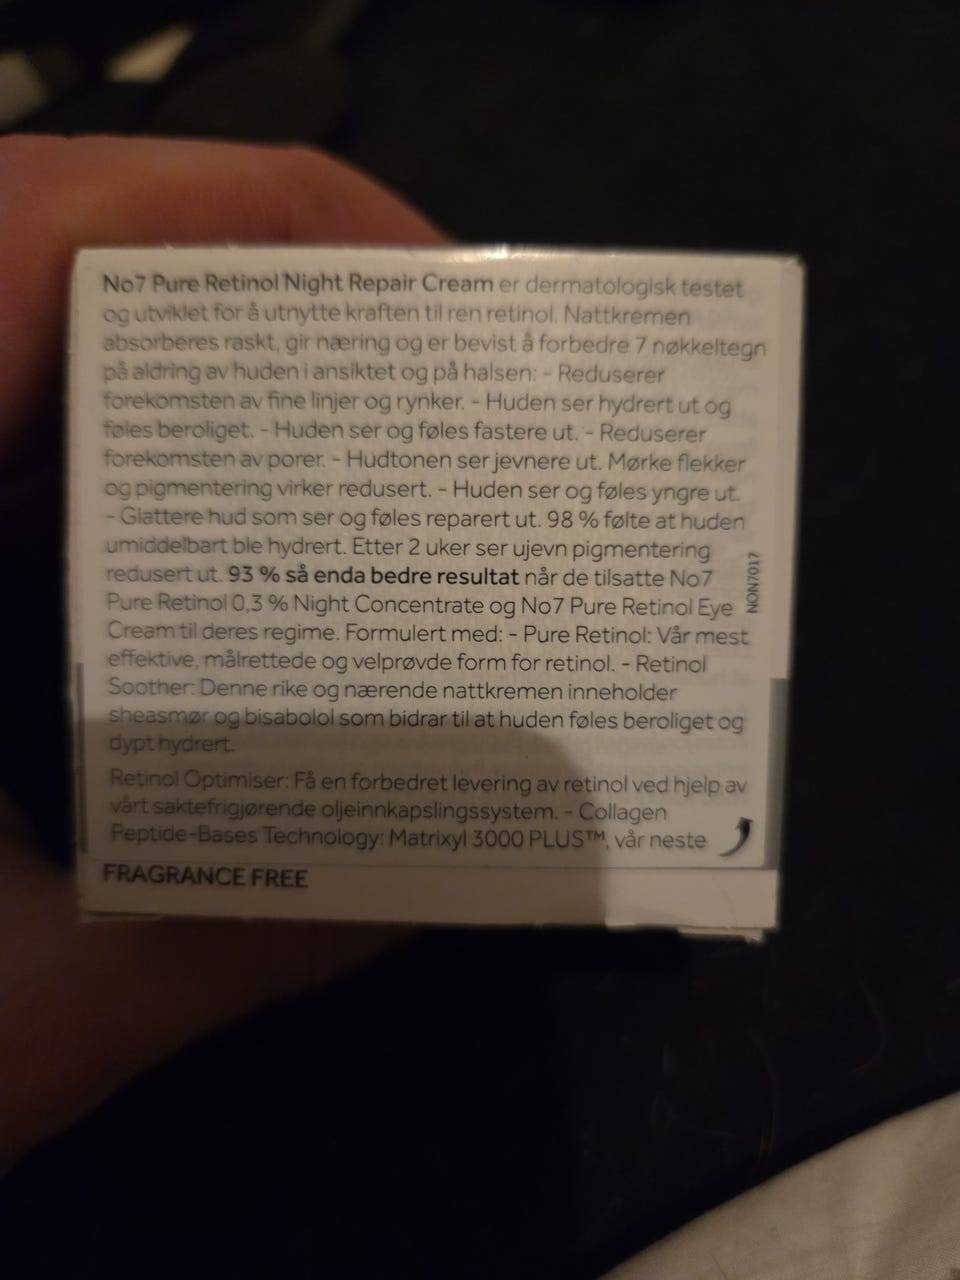 No7 Pure Retinol Night Repair Cream er dermatologisk testet
og utviklet for å utnytte kraften til ren retinol. Nattkremen
absorberes raskt, gir næring og er bevist å forbedre 7 nøkkeltegn
på aldring av huden i ansiktet og på halsen: - Reduserer
forekomsten av fine linjer og rynker. - Huden ser hydrert ut og
føles beroliget. - Huden ser og føles fastere ut. - Reduserer
forekomsten av porer. - Hudtonen ser jevnere ut. Mørke flekker
og pigmentering virker redusert. - Huden ser og føles yngre ut.
- Glattere hud som ser og føles reparert ut. 98 % følte at huden
umiddelbart ble hydrert. Etter 2 uker ser ujevn pigmentering
redusert ut. 93 % så enda bedre resultat når de tilsatte No7
Pure Retinol 0,3 % Night Concentrate og No7 Pure Retinol Eye
Cream til deres regime. Formulert med: - Pure Retinol: Vår mest
effektive, målrettede og velprøvde form for retinol. - Retinol
Soother: Denne rike og nærende nattkremen inneholder
sheasmør og bisabolol som bidrar til at huden føles beroliget og
dypt hydrert.
Retinol Optimiser: Få en forbedret levering av retinol ved hjelp av
vårt saktefrigjørende oljeinnkapslingssystem. - Collagen
Peptide-Bases Technology: Matrixyl 3000 PLUS™, vår neste
NON7017
FRAGRANCE FREE